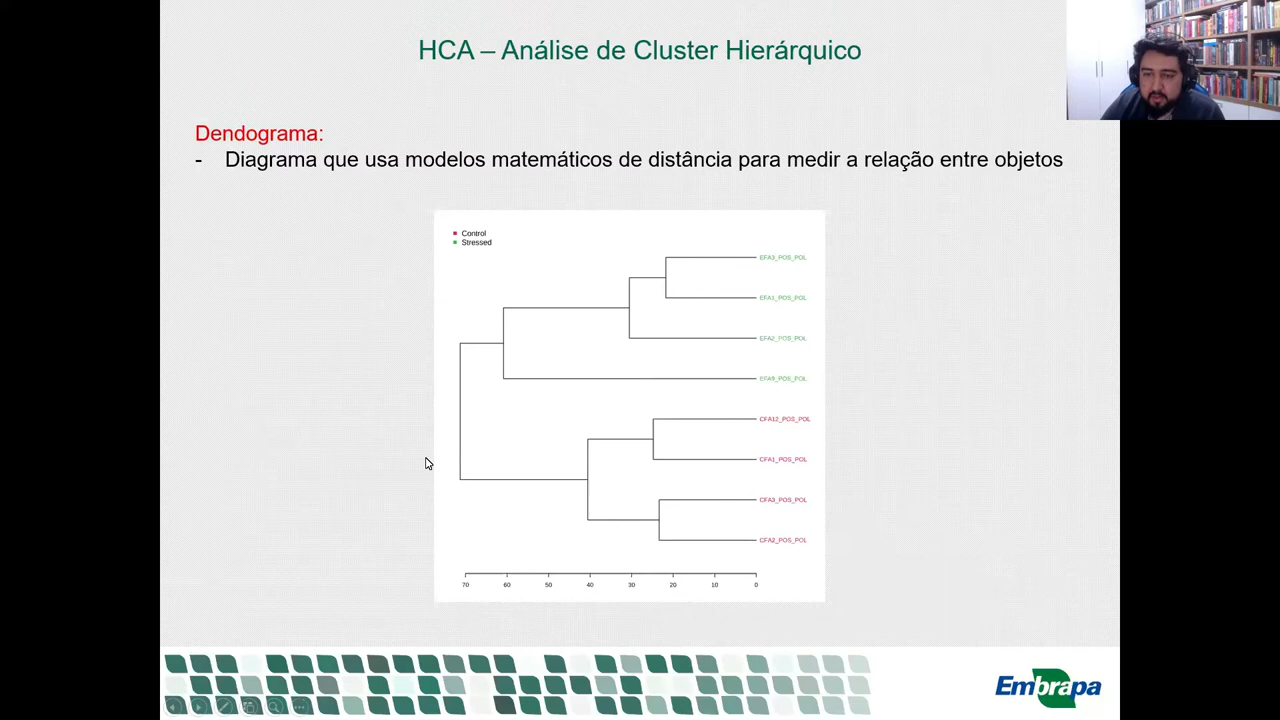 HCA – Análise de Cluster Hierárquico
Dendograma:
- Diagrama que usa modelos matemáticos de distância para medir a relação entre objetos
Control
Stressed
EFA3_POS_POL
EFA1_POS_POL
EFA2_POS_POL
EFA9_POS_POL
CFA12_POS_POL
CFA1_POS_POL
CFA3_POS_POL
CFA2_POS_POL
70 60 50 40 30 20 10 0
Embrapa